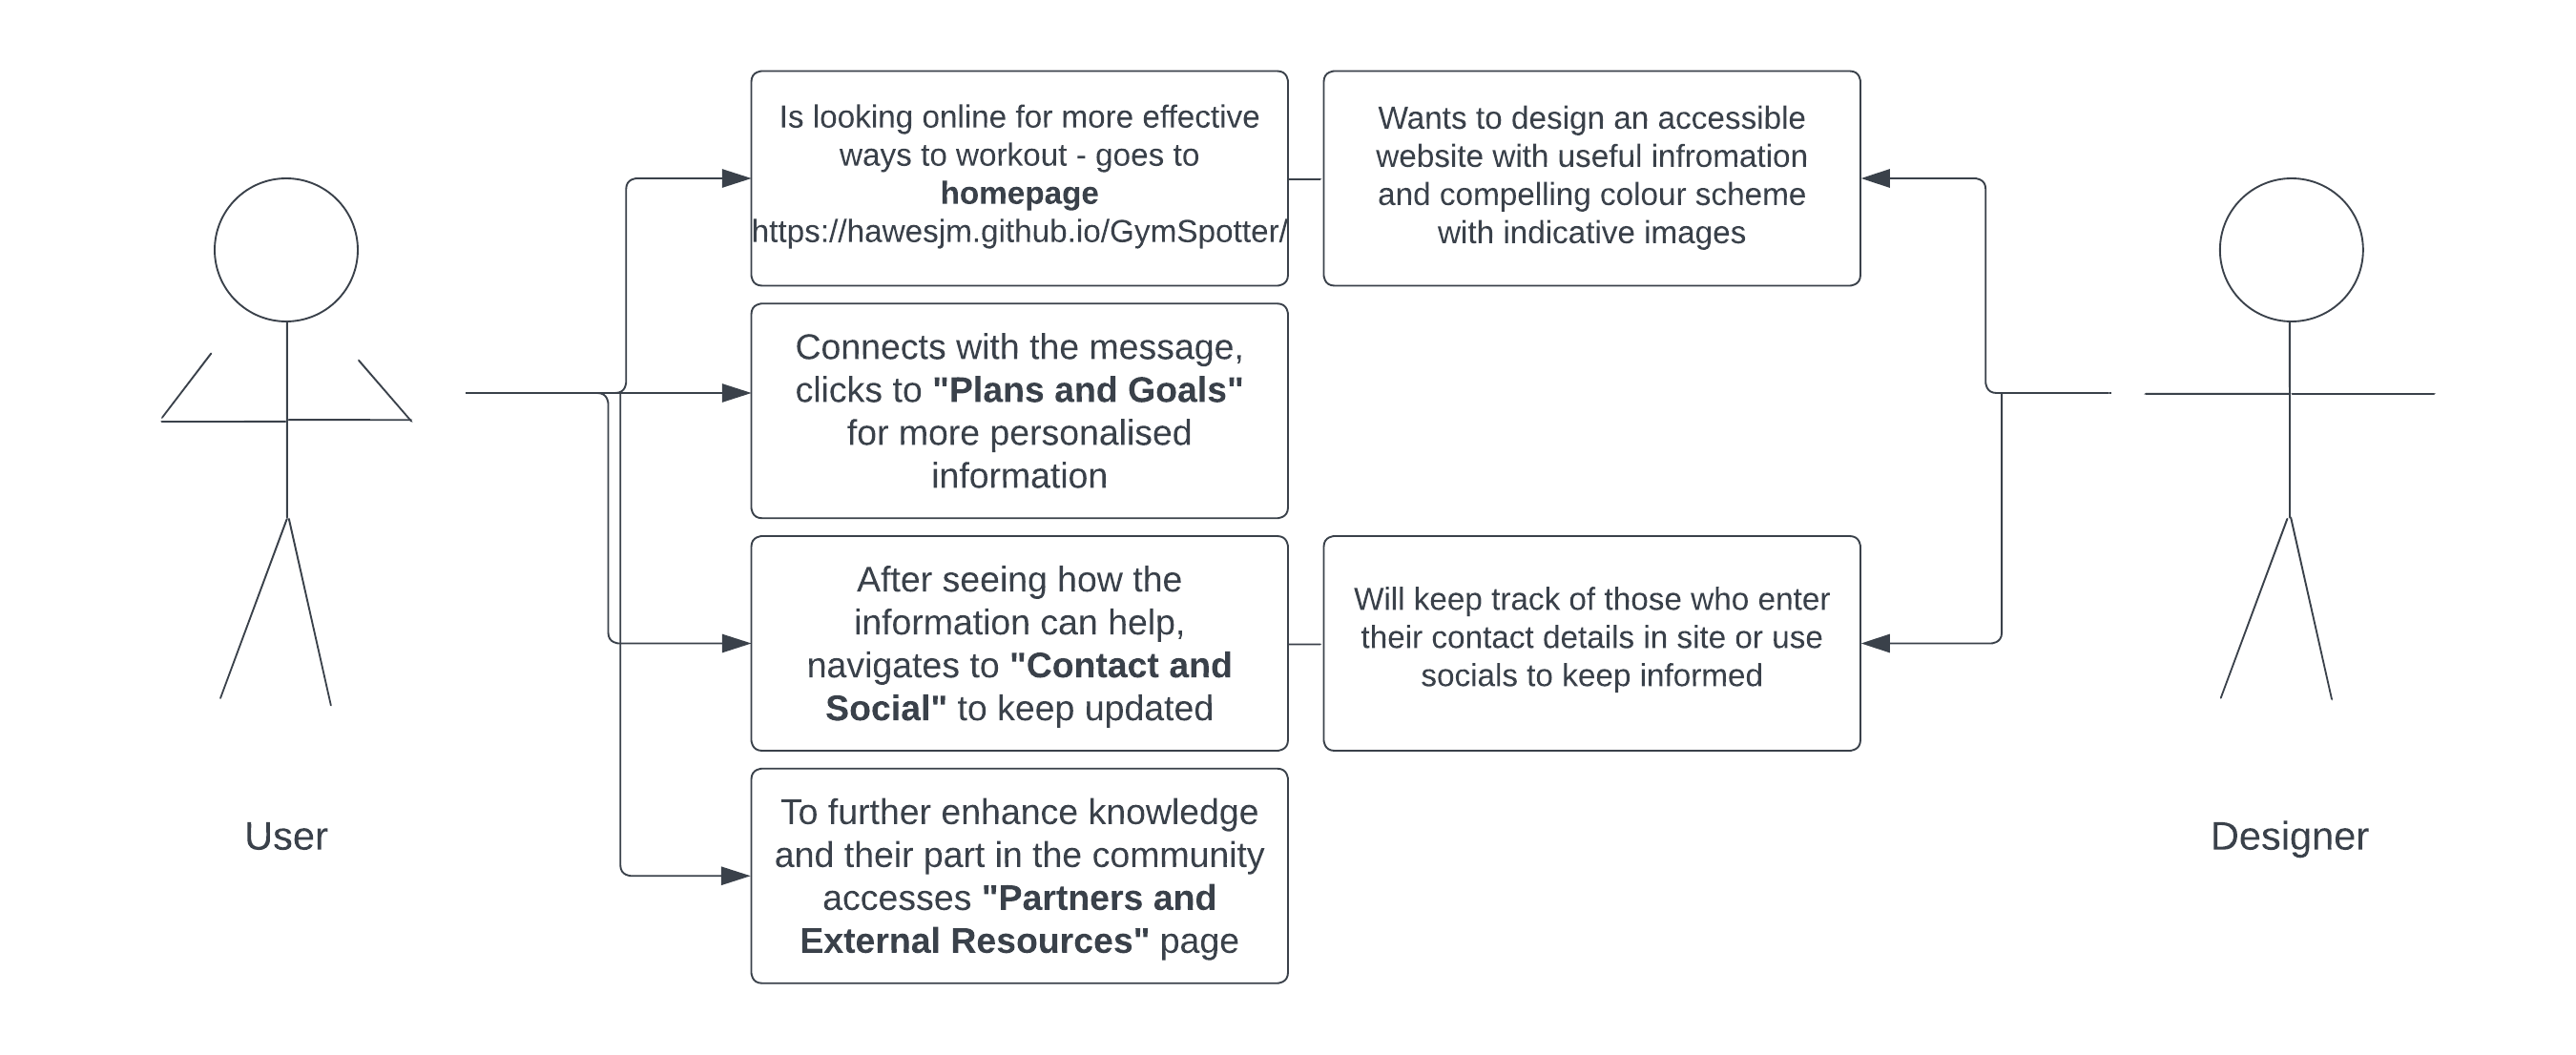 Is looking online for more effective
ways to workout - goes to
homepage
https://hawesjm.github.io/GymSpotter/
Wants to design an accessible
website with useful infromation
and compelling colour scheme
with indicative images
Connects with the message,
clicks to "Plans and Goals"
for more personalised
information
After seeing how the
information can help,
navigates to "Contact and
Social" to keep updated
Will keep track of those who enter
their contact details in site or use
socials to keep informed
To further enhance knowledge
and their part in the community
accesses "Partners and
External Resources" page
User
Designer